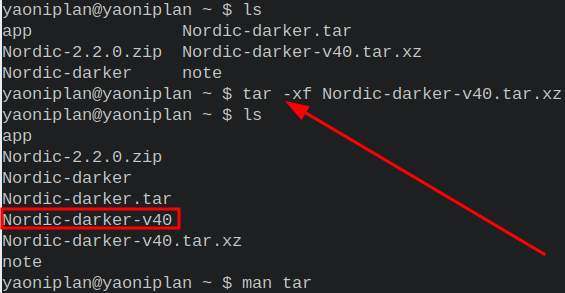 yaoniplan@yaoniplan ~ $ ls
app Nordic-darker.tar
Nordic-2.2.0.zip Nordic-darker-v40.tar.xz
Nordic-darker note
yaoniplan@yaoniplan ~ $ tar -xf Nordic-darker-v40.tar.xz
yaoniplan@yaoniplan ~ $ ls
app
Nordic-2.2.0.zip
Nordic-darker
Nordic-darker.tar
Nordic-darker-v40
Nordic-darker-v40.tar.xz
note
yaoniplan@yaoniplan ~ $ man tar